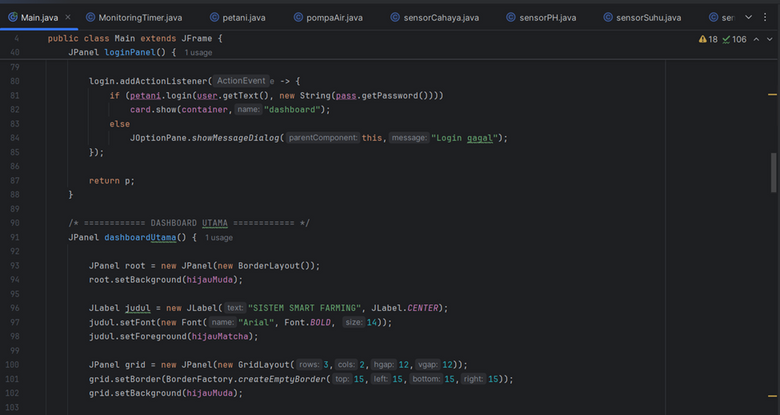 Main.java MonitoringTimer.java petani.java pompaAir.java sensorCahaya.java sensorPH.java sensorSuhu.java
4 public class Main extends JFrame { 18 106
40 JPanel loginPanel() { 1 usage
79
80 login.addActionListener( ActionEvent e -> {
81 if (petani.login(user.getText(), new String(pass.getPassword())))
82 card.show(container, name: "dashboard");
83 else
84 JOptionPane.showMessageDialog( parentComponent: this, message: "Login gagal");
85 });
86
87 return p;
88 }
89
90 /* ============ DASHBOARD UTAMA ============ */
91 JPanel dashboardUtama() { 1 usage
92
93 JPanel root = new JPanel(new BorderLayout());
94 root.setBackground(hijauMuda);
95
96 JLabel judul = new JLabel( text: "SISTEM SMART FARMING", JLabel.CENTER);
97 judul.setFont(new Font( name: "Arial", Font.BOLD, size: 14));
98 judul.setForeground(hijauMatcha);
99
100 JPanel grid = new JPanel(new GridLayout( rows: 3, cols: 2, hgap: 12, vgap: 12));
101 grid.setBorder(BorderFactory.createEmptyBorder( top: 15, left: 15, bottom: 15, right: 15));
102 grid.setBackground(hijauMuda);
103